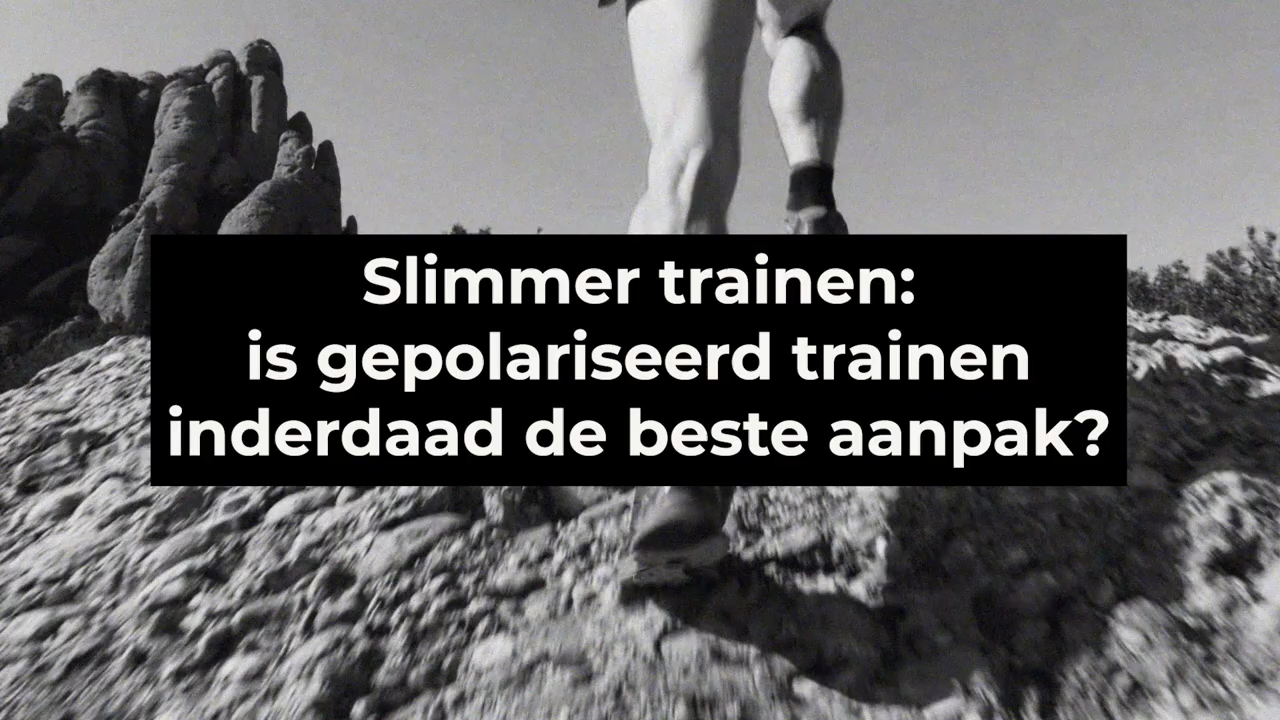 Slimmer trainen:
is gepolariseerd trainen
inderdaad de beste aanpak?